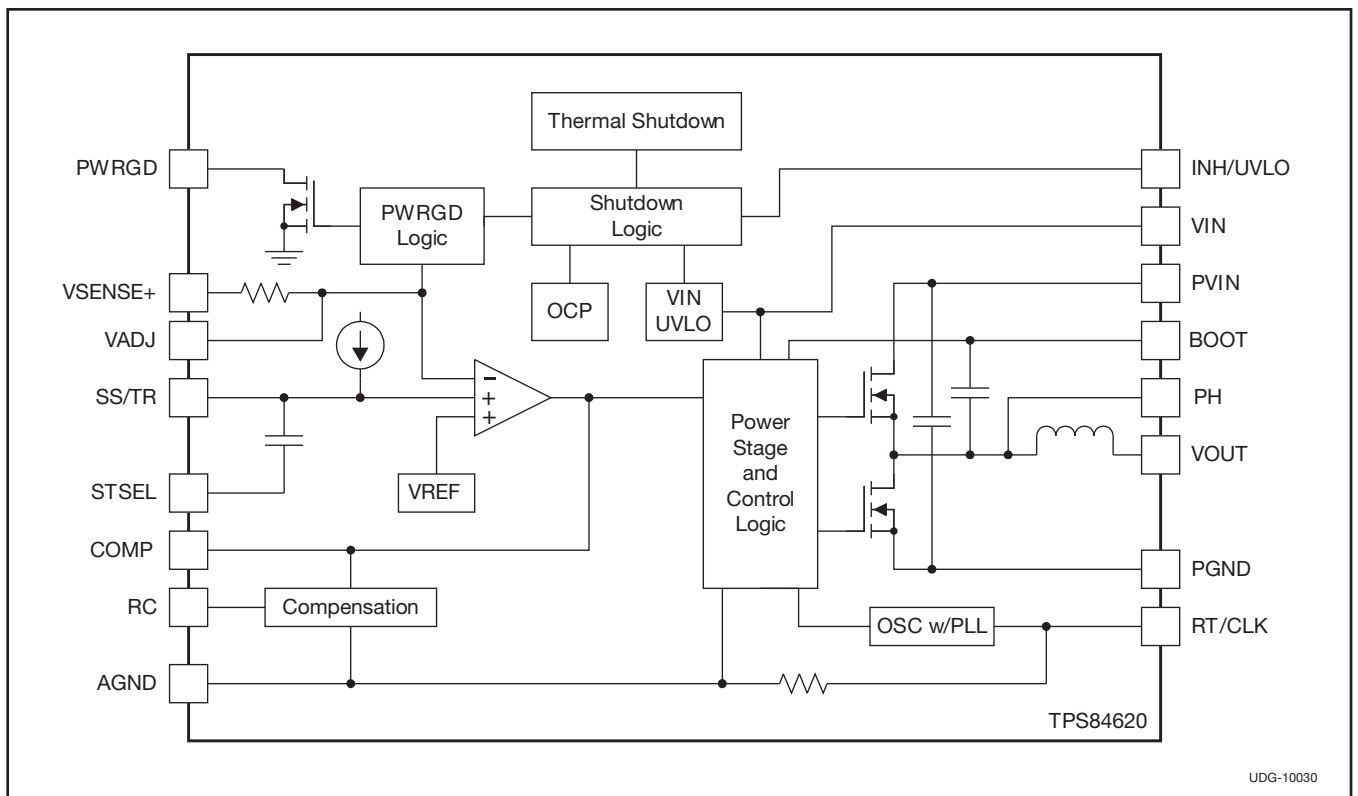 Thermal Shutdown
PWRGD
INH/UVLO
PWRGD
Logic
Shutdown
Logic
VIN
VSENSE+
OCP
VIN
UVLO
PVIN
VADJ
BOOT
SS/TR
-
+
+
PH
Power
Stage
and
Control
Logic
VOUT
STSEL
VREF
COMP
PGND
RC
Compensation
OSC w/PLL
RT/CLK
AGND
TPS84620
UDG-10030